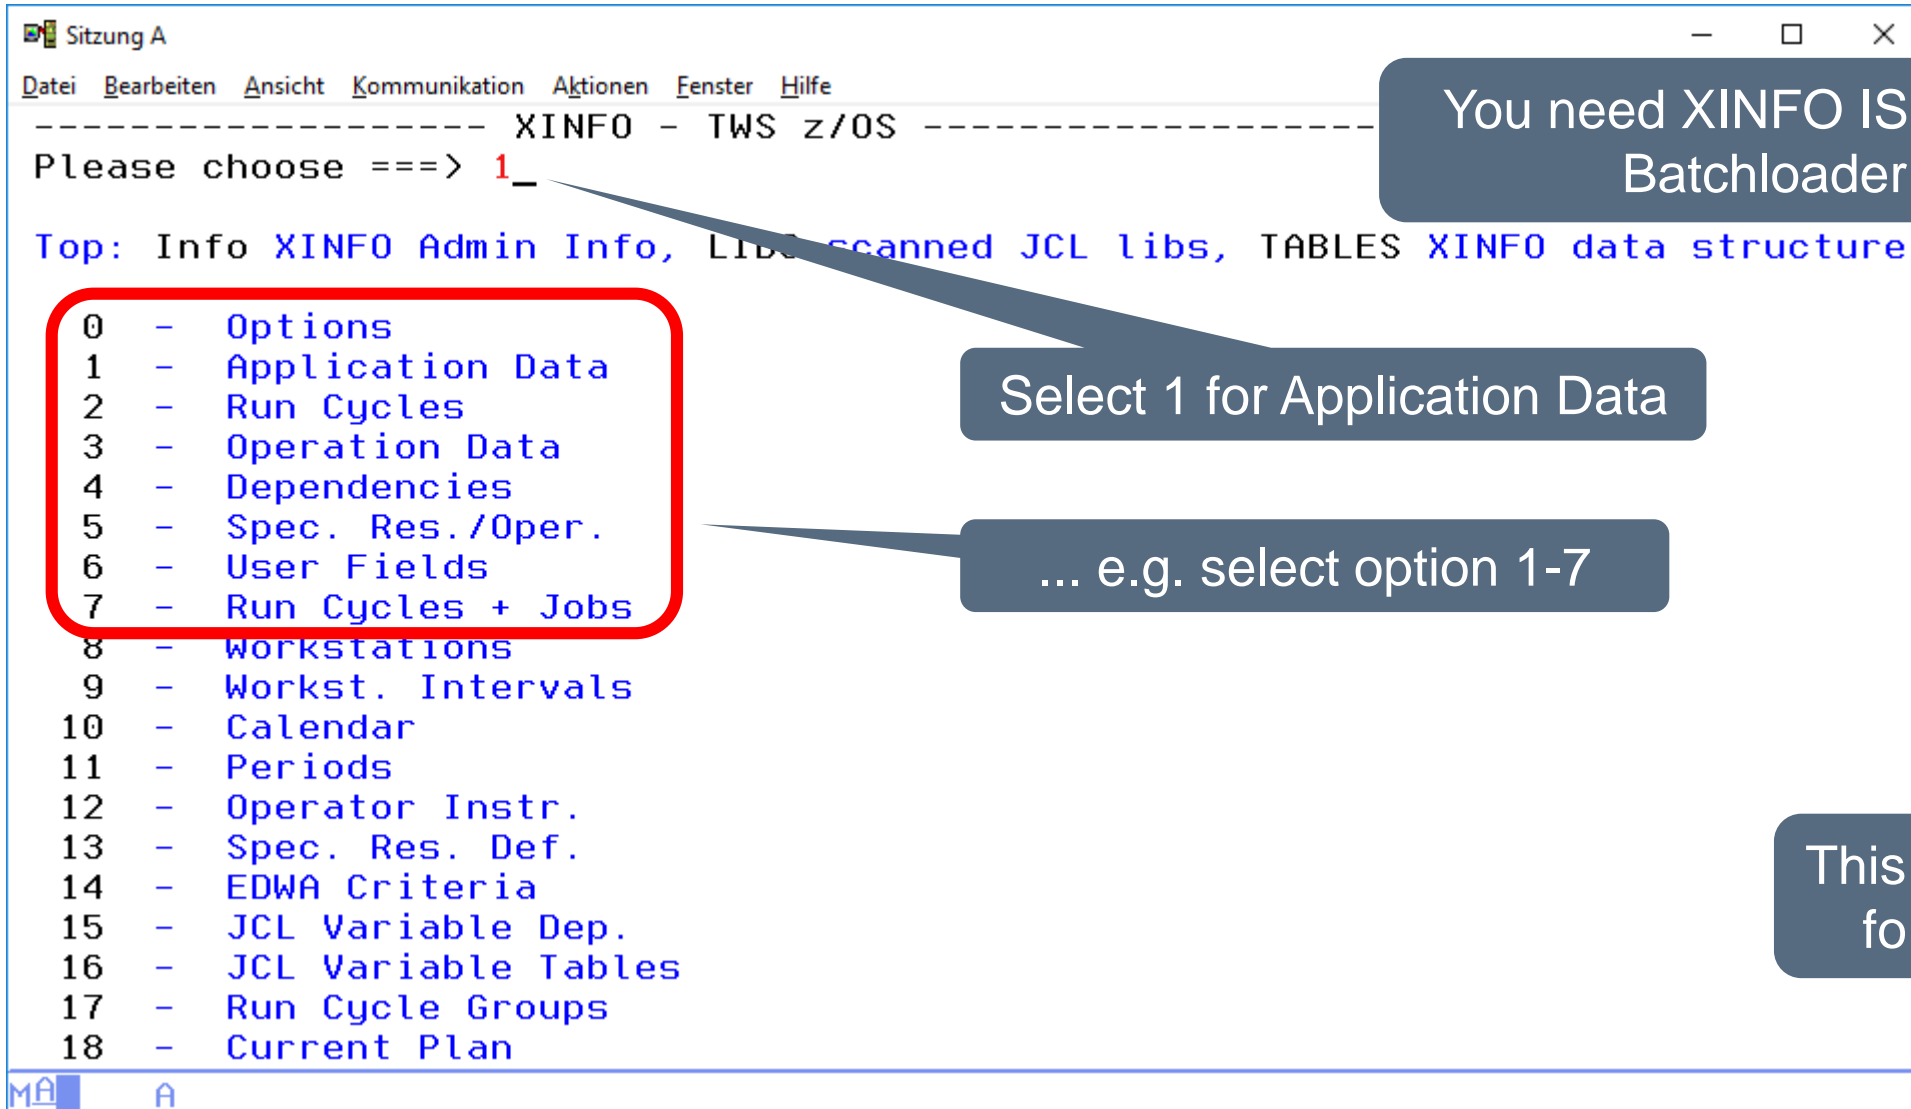 Sitzung A
Datei Bearbeiten Ansicht Kommunikation Aktionen Fenster Hilfe
------------------- XINFO - TWS z/OS -------------------
You need XINFO IS
Batchloader
Please choose ===> 1_
Top: Info XINFO Admin Info, scanned JCL libs, TABLES XINFO data structure
0 - Options
1 - Application Data
Select 1 for Application Data
2 - Run Cycles
3 - Operation Data
4 - Dependencies
5 - Spec. Res./Oper.
... e.g. select option 1-7
6 - User Fields
7 - Run Cycles + Jobs
8 - Workstations
9 - Workst. Intervals
10 - Calendar
11 - Periods
12 - Operator Instr.
13 - Spec. Res. Def.
14 - EDWA Criteria
15 - JCL Variable Dep.
16 - JCL Variable Tables
17 - Run Cycle Groups
18 - Current Plan
This
fo
MA A